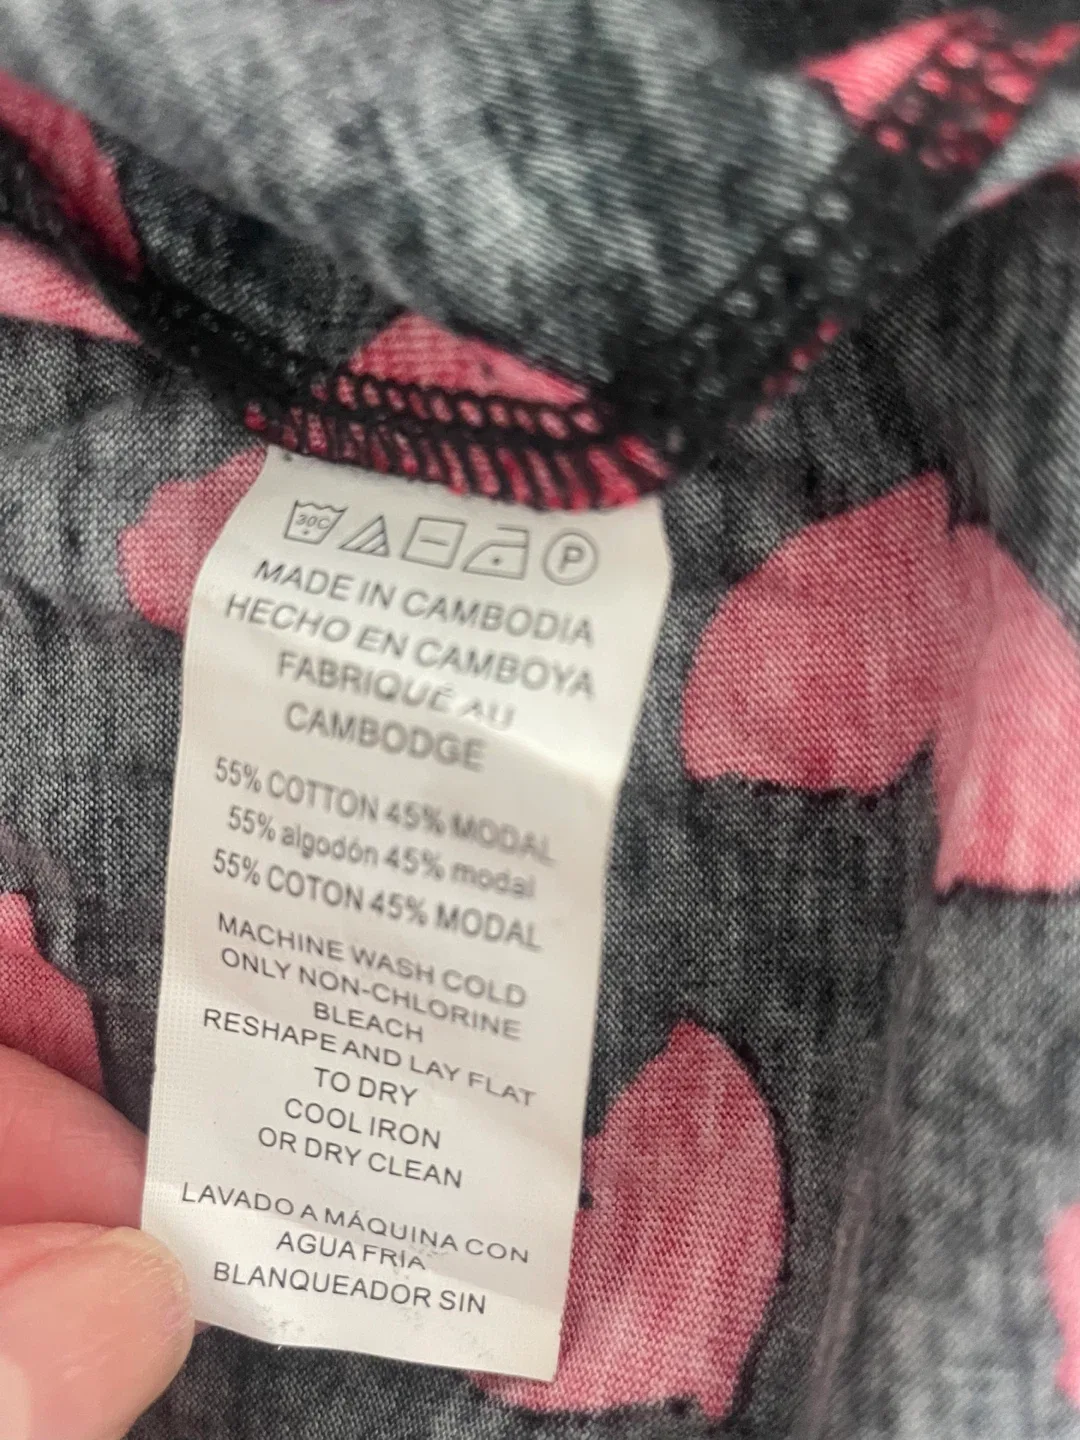 30C P
MADE IN CAMBODIA
HECHO EN CAMBOYA
FABRIQUÉ AU
CAMBODGE
55% COTTON 45% MODAL
55% algodón 45% modal
55% COTON 45% MODAL
MACHINE WASH COLD
ONLY NON-CHLORINE
BLEACH
RESHAPE AND LAY FLAT
TO DRY
COOL IRON
OR DRY CLEAN
LAVADO A MÁQUINA CON
AGUA FRÍA
BLANQUEADOR SIN